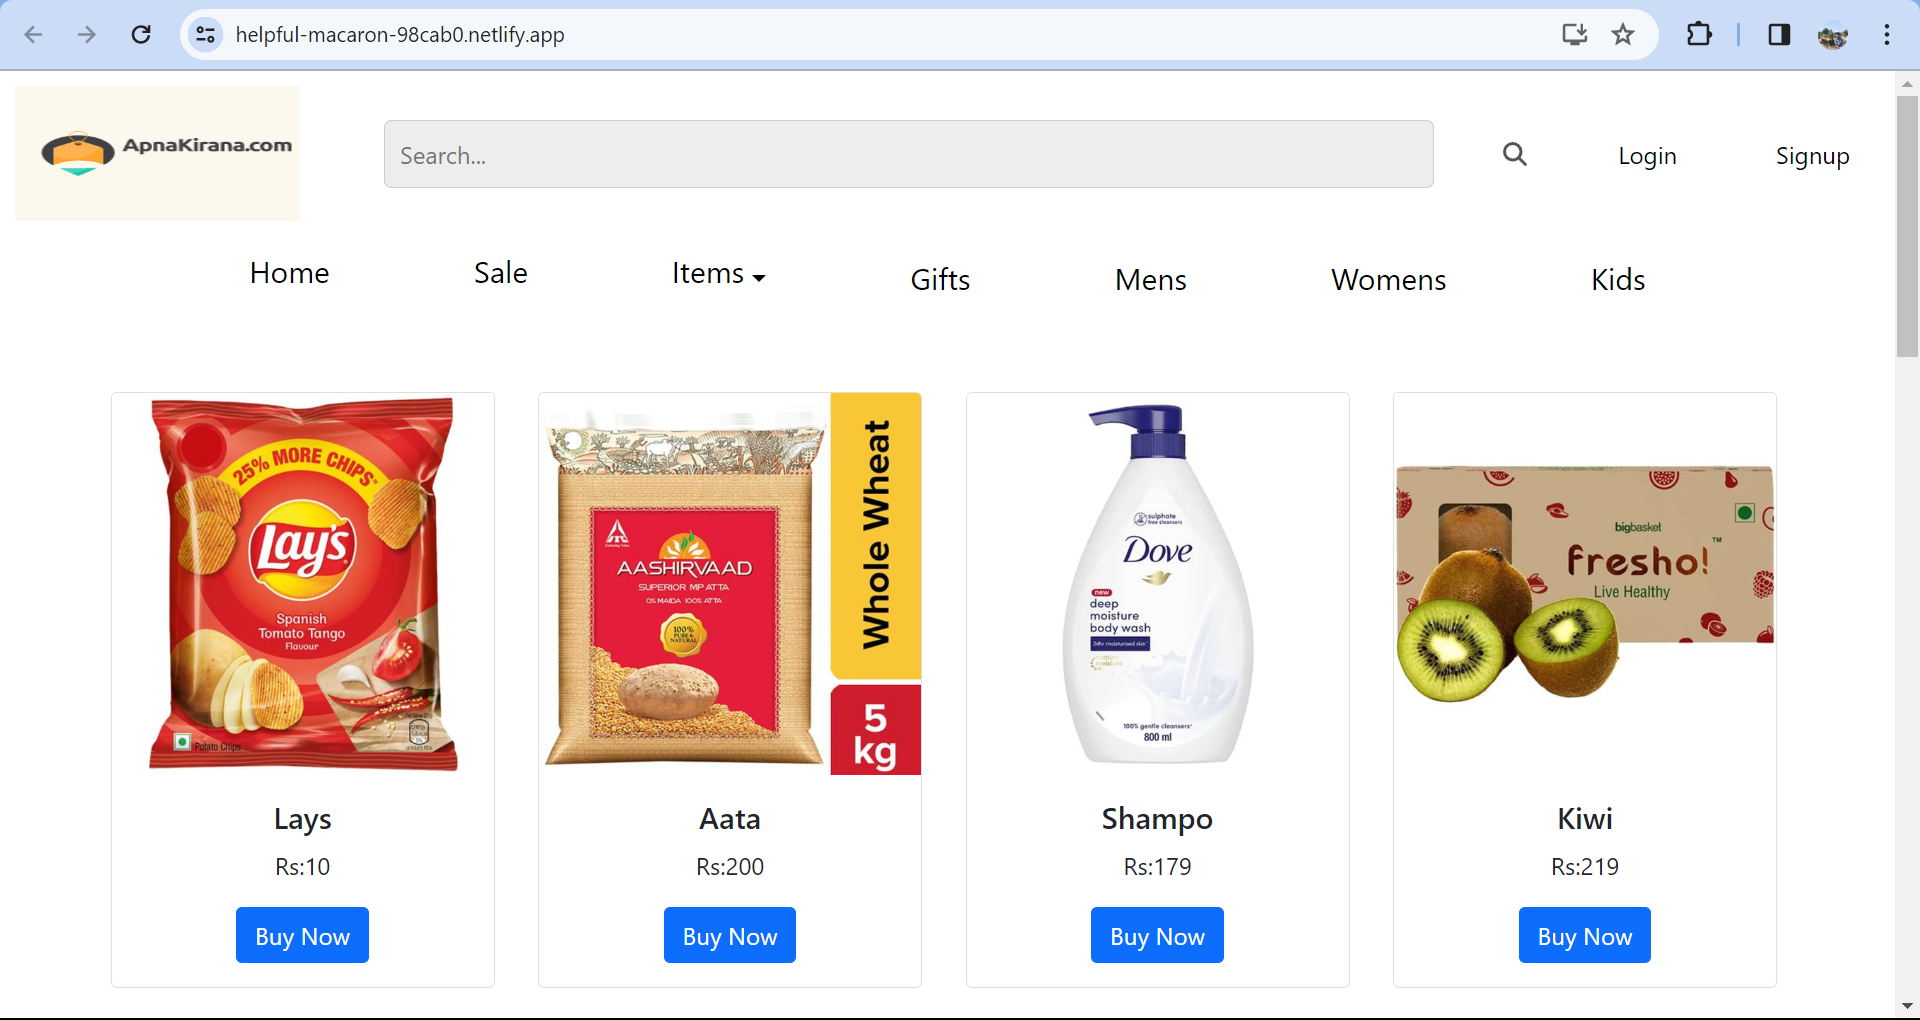 helpful-macaron-98cab0.netlify.app
ApnaKirana.com
Search...
Login
Signup
Home
Sale
Items
Gifts
Mens
Womens
Kids
25% MORE CHIPS
Lay's
Spanish
Tomato Tango
Flavour
Potato Chips
Lays
Rs:10
Buy Now
AASHIRVAAD
SUPERIOR MP ATTA
0% MAIDA 100% ATTA
100%
PURE &
NATURAL
Whole Wheat
5
kg
Aata
Rs:200
Buy Now
sulphate
free cleansers
Dove
new
deep
moisture
body wash
24hr moisturised skin
100% gentle cleansers
800 ml
Shampo
Rs:179
Buy Now
bigbasket
fresho!
TM
Live Healthy
Kiwi
Rs:219
Buy Now